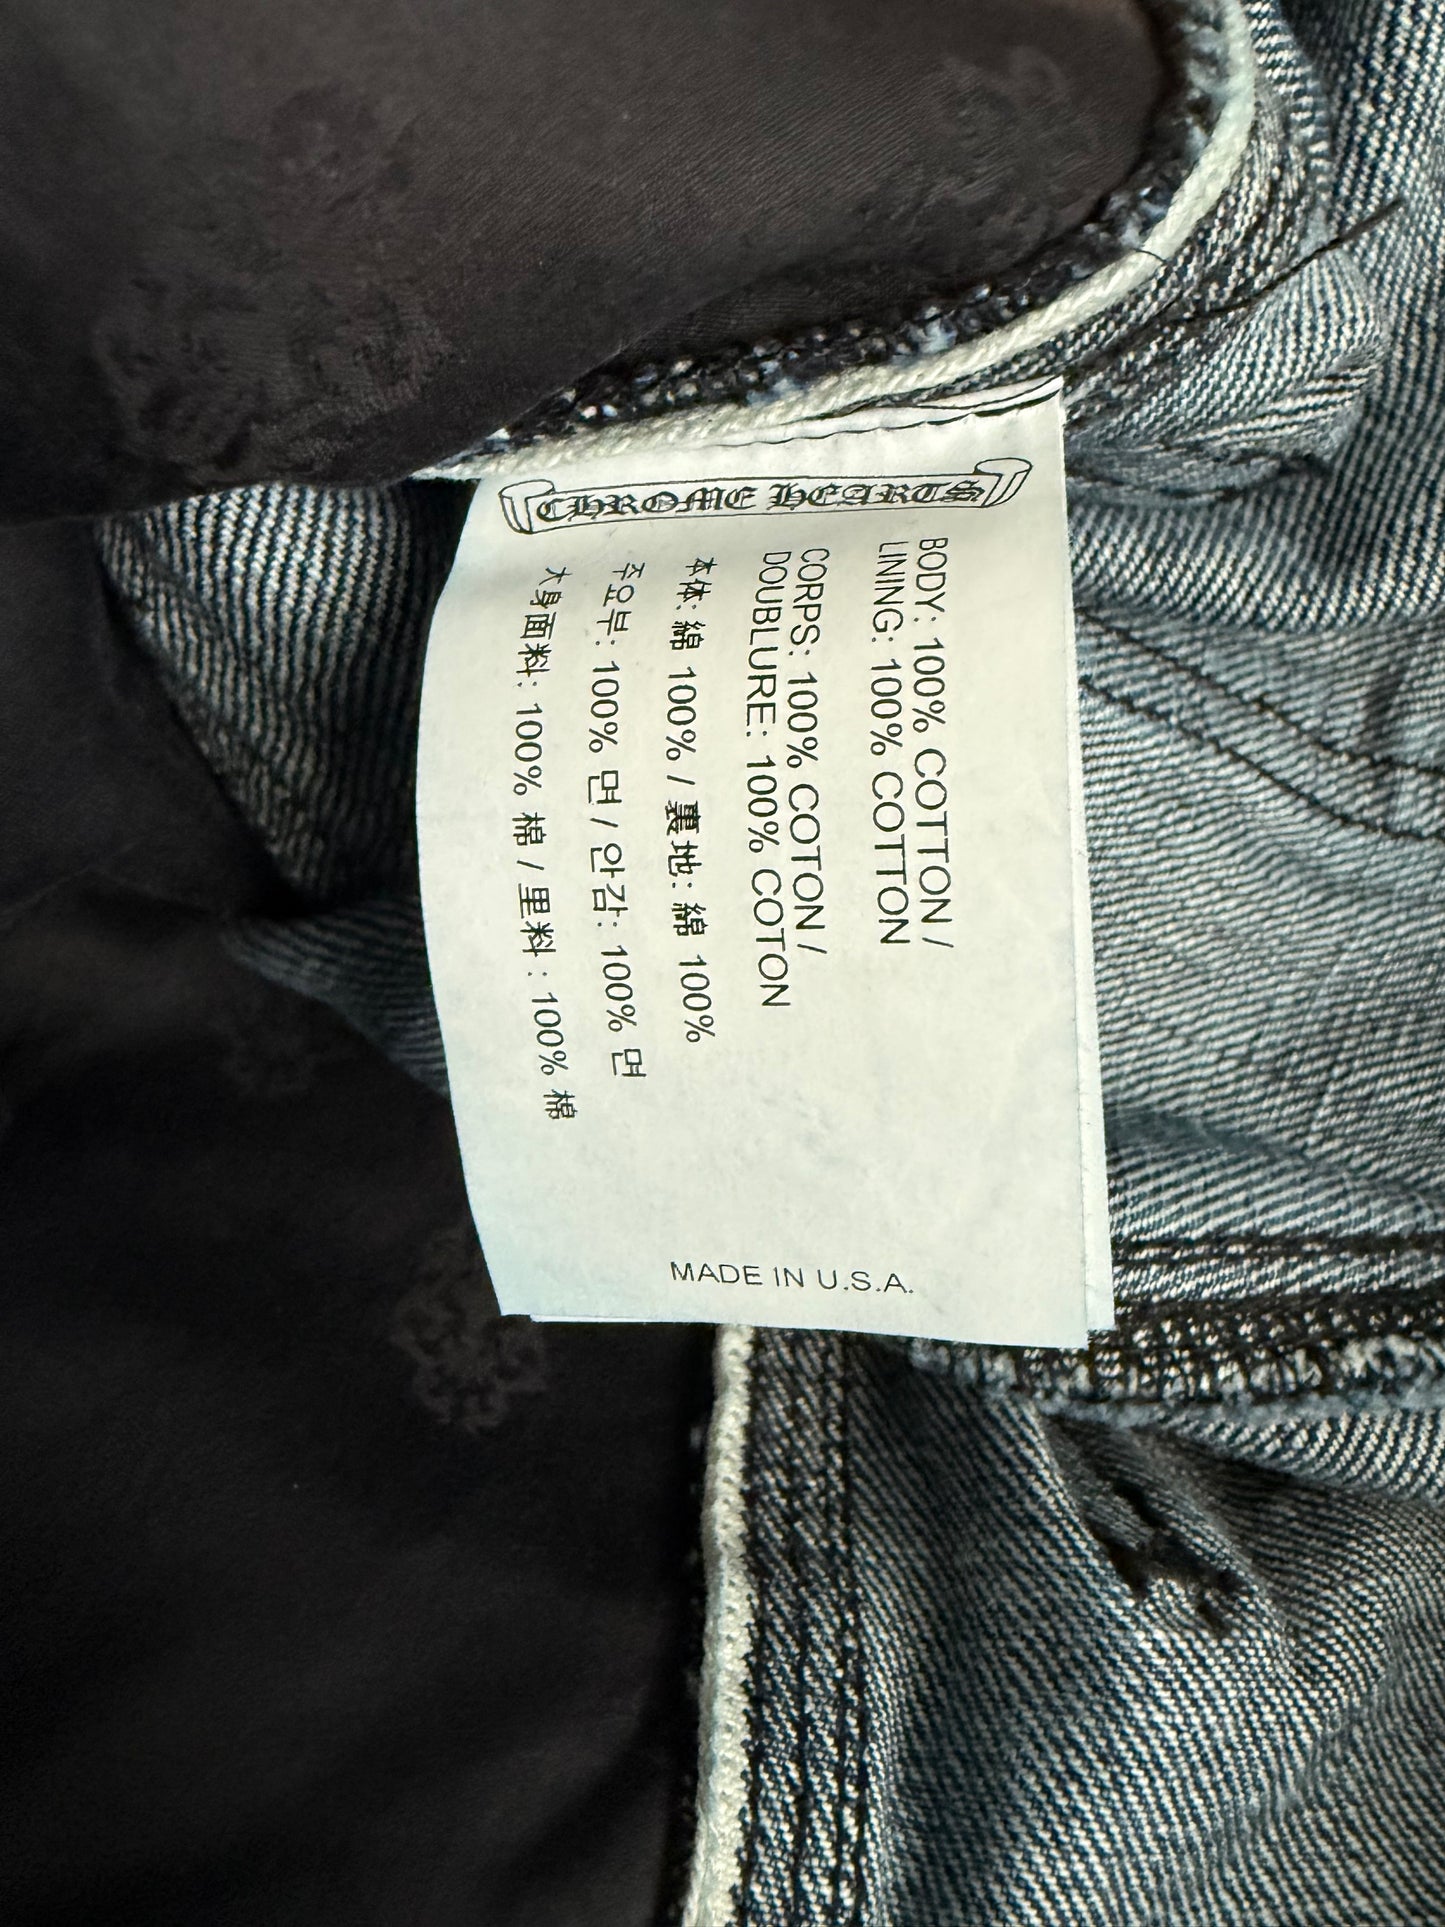 CHROME HEARTS
BODY: 100% COTTON /
LINING: 100% COTTON
CORPS: 100% COTON /
DOUBLURE: 100% COTON
本体: 綿 100% / 裏地: 綿 100%
주요부: 100% 면 / 안감: 100% 면
大身面料: 100% 棉 / 里料: 100% 棉
MADE IN U.S.A.